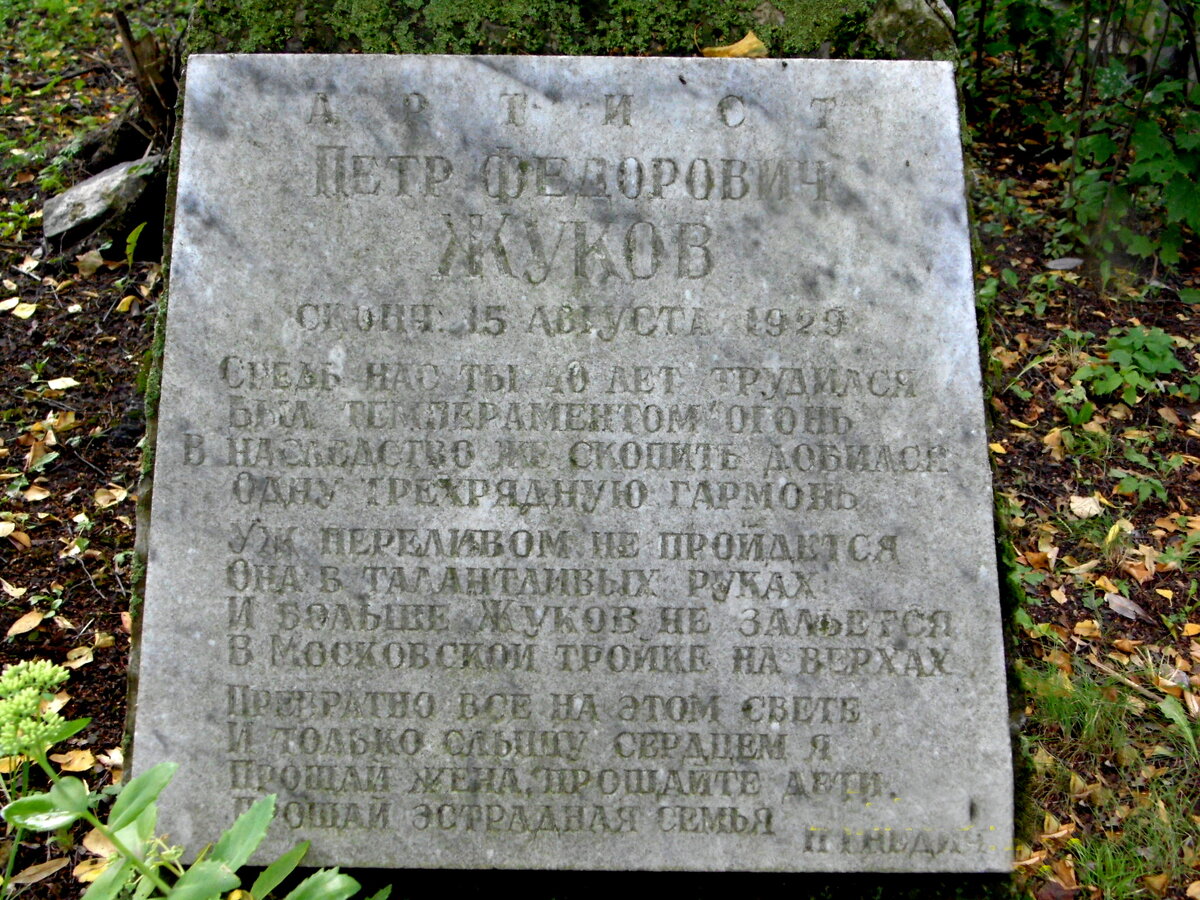 АРТИСТ
ПЕТР ФЕДОРОВИЧ
ЖУКОВ
СКОНЧ. 15 АВГУСТА 1929
СРЕДЬ НАС ТЫ 40 ЛЕТ ТРУДИЛСЯ
БЫЛ ТЕМПЕРАМЕНТОМ ОГОНЬ
В НАСЛЕДСТВО ЖЕ СКОПИТЬ ДОБИЛСЯ
ОДНУ ТРЕХРЯДНУЮ ГАРМОНЬ.
УЖ ПЕРЕЛИВОМ НЕ ПРОЙДЕТСЯ
ОНА В ТАЛАНТЛИВЫХ РУКАХ
И БОЛЬШЕ ЖУКОВ НЕ ЗАЛЬЕТСЯ
В МОСКОВСКОЙ ТРОЙКЕ НА ВЕРХАХ
ПРЕВРАТНО ВСЕ НА ЭТОМ СВЕТЕ
И ТОЛЬКО СЛЫШУ СЕРДЦЕМ Я
ПРОЩАЙ ЖЕНА, ПРОЩАЙТЕ ДЕТИ,
ПРОЩАЙ ЭСТРАДНАЯ СЕМЬЯ